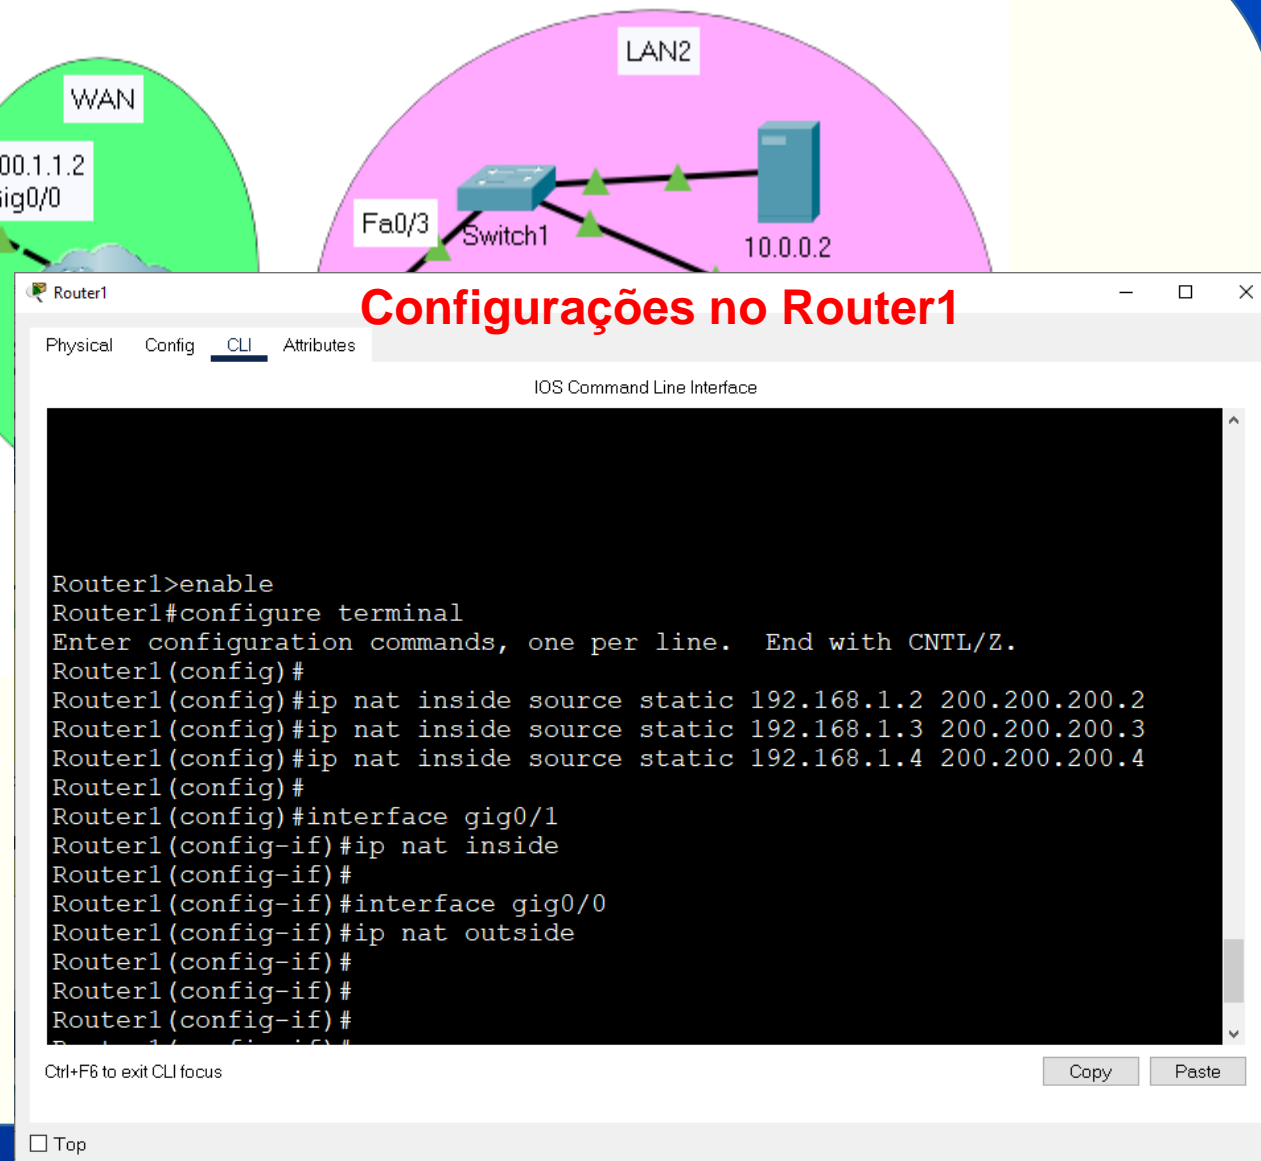 WAN
LAN2
00.1.1.2
ig0/0
Fa0/3
Switch1
10.0.0.2
Router1
Configurações no Router1
Physical Config CLI Attributes
IOS Command Line Interface
Router1>enable
Router1#configure terminal
Enter configuration commands, one per line.  End with CNTL/Z.
Router1(config)#
Router1(config)#ip nat inside source static 192.168.1.2 200.200.200.2
Router1(config)#ip nat inside source static 192.168.1.3 200.200.200.3
Router1(config)#ip nat inside source static 192.168.1.4 200.200.200.4
Router1(config)#
Router1(config)#interface gig0/1
Router1(config-if)#ip nat inside
Router1(config-if)#
Router1(config-if)#interface gig0/0
Router1(config-if)#ip nat outside
Router1(config-if)#
Router1(config-if)#
Router1(config-if)#
Ctrl+F6 to exit CLI focus
Copy Paste
Top